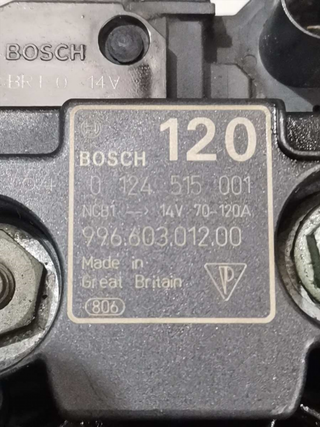 BOSCH
14V
120
BOSCH
0 124 515 001
NCB1 —> 14V 70-120A
996.603.012.00
Made in
Great Britain
806